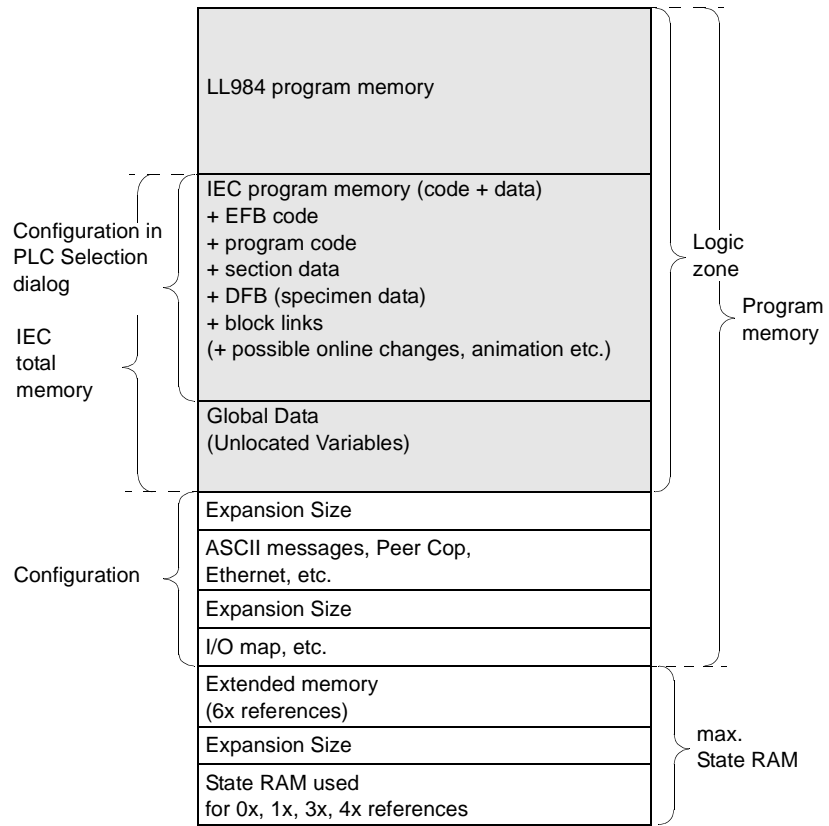 LL984 program memory
IEC program memory (code + data)
+ EFB code
+ program code
+ section data
+ DFB (specimen data)
+ block links
(+ possible online changes, animation etc.)
Global Data
(Unlocated Variables)
Expansion Size
ASCII messages, Peer Cop,
Ethernet, etc.
Expansion Size
I/O map, etc.
Extended memory
(6x references)
Expansion Size
State RAM used
for 0x, 1x, 3x, 4x references
Configuration in
PLC Selection
dialog
IEC
total
memory
Configuration
Logic
zone
Program
memory
max.
State RAM